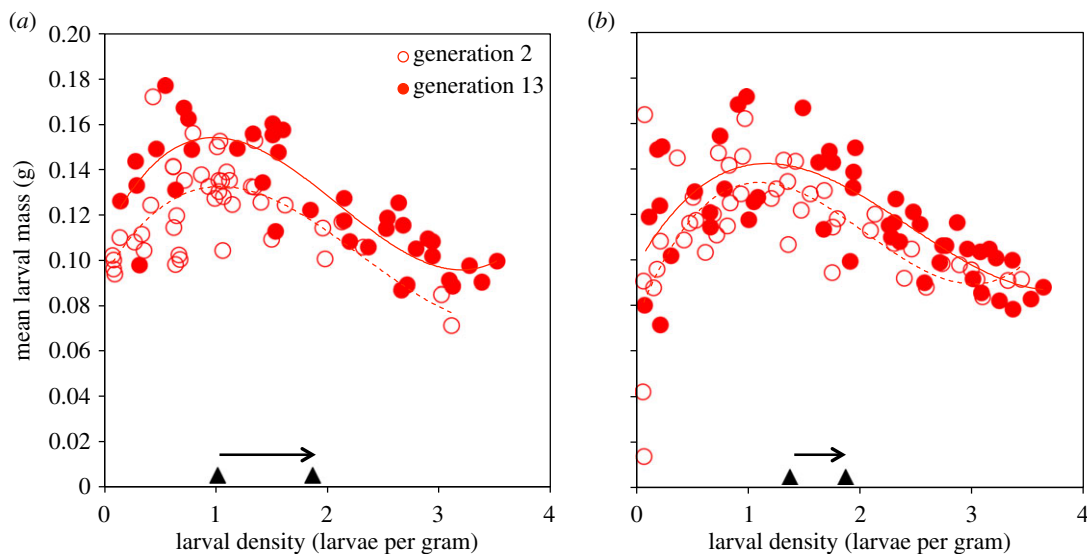 (a)
(b)
0.20
0.18
0.16
0.14
0.12
0.10
0.08
0.06
0.04
0.02
0
mean larval mass (g)
generation 2
generation 13
0 1 2 3 4
0 1 2 3 4
larval density (larvae per gram)
larval density (larvae per gram)